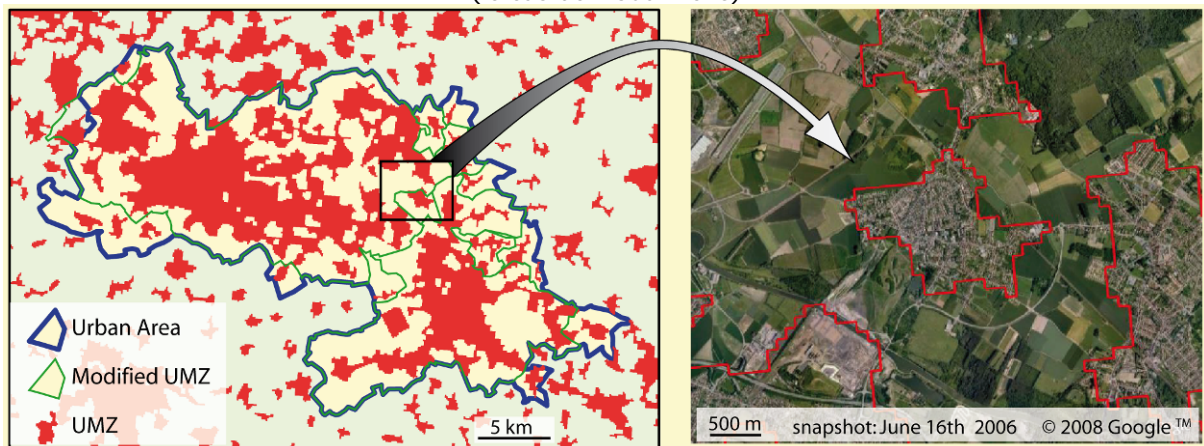 Urban Area
Modified UMZ
UMZ
5 km
500 m snapshot: June 16th 2006 © 2008 Google ™